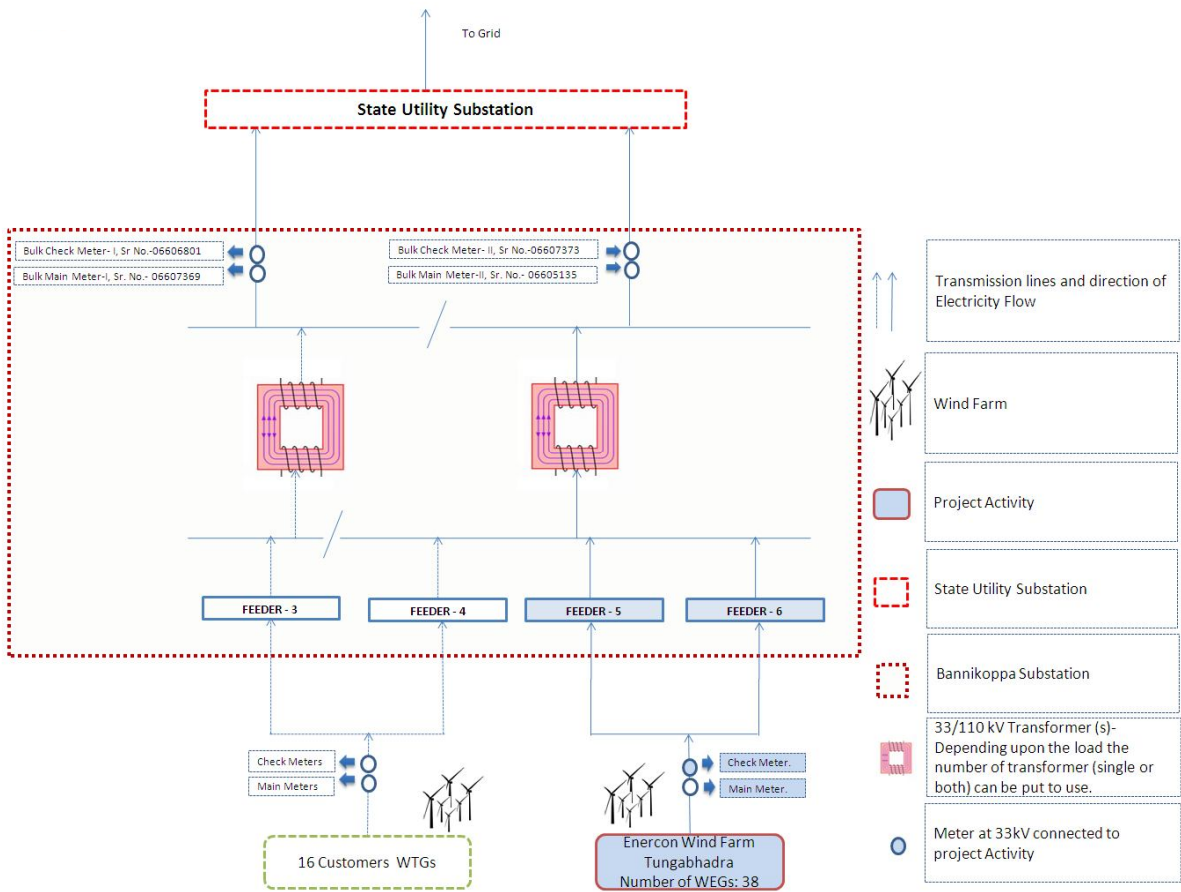 To Grid
State Utility Substation
Bulk Check Meter- I, Sr No.-06606801
Bulk Main Meter-I, Sr. No.- 06607369
Bulk Check Meter- II, Sr No.-06607373
Bulk Main Meter-II, Sr. No.- 06605135
FEEDER - 3
FEEDER - 4
FEEDER - 5
FEEDER - 6
Check Meters
Main Meters
Check Meter.
Main Meter.
16 Customers WTGs
Enercon Wind Farm
Tungabhadra
Number of WEGs: 38
Transmission lines and direction of
Electricity Flow
Wind Farm
Project Activity
State Utility Substation
Bannikoppa Substation
33/110 kV Transformer (s)-
Depending upon the load the
number of transformer (single or
both) can be put to use.
Meter at 33kV connected to
project Activity